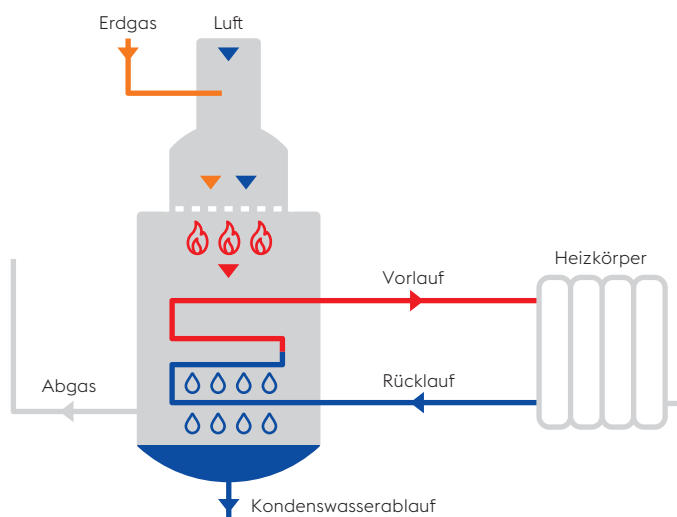 Erdgas
Luft
Heizkörper
Vorlauf
Abgas
Rücklauf
Kondenswasserablauf